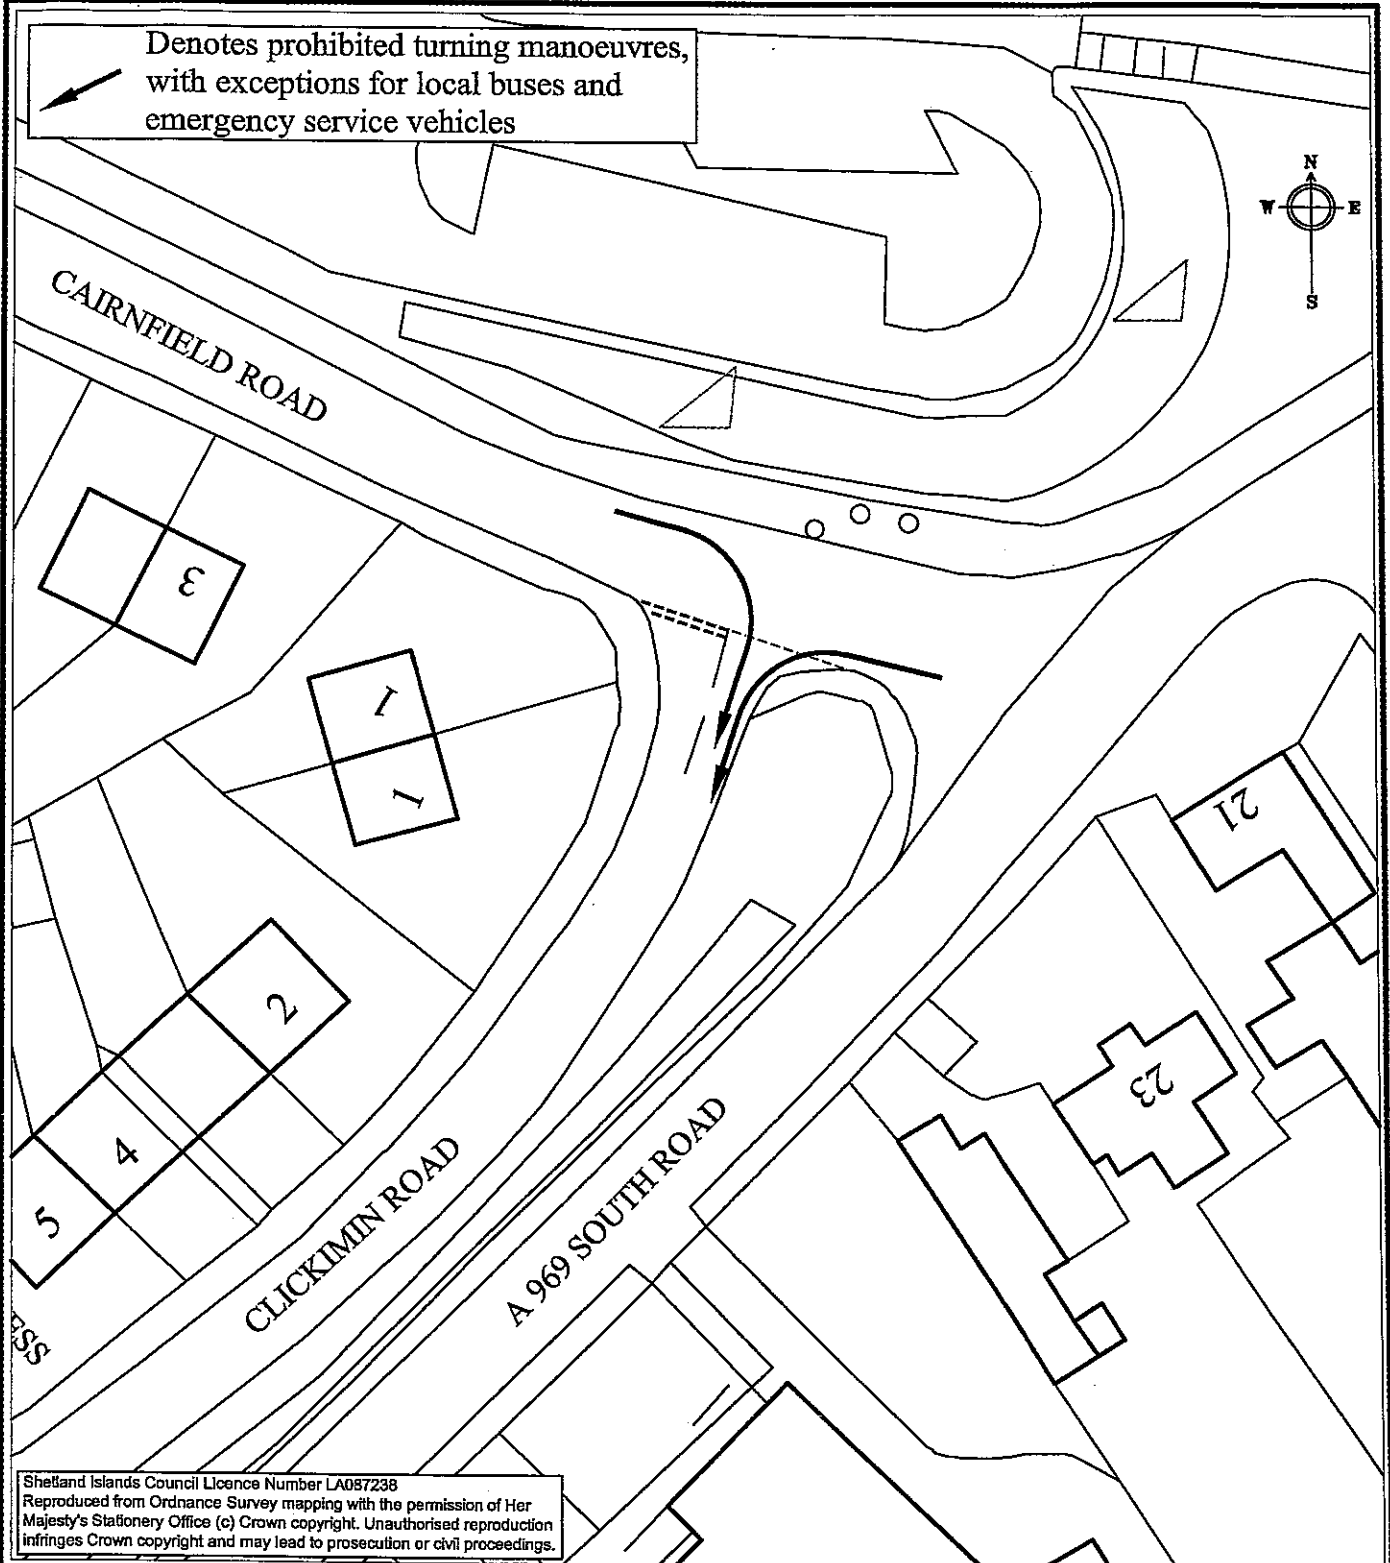 Denotes prohibited turning manoeuvres,
with exceptions for local buses and
emergency service vehicles
N
W E
S
CAIRNFIELD ROAD
3
1
1
21
2
23
4
5
CLICKIMIN ROAD
A 969 SOUTH ROAD
ESS
Shetland Islands Council Licence Number LA087238
Reproduced from Ordnance Survey mapping with the permission of Her
Majesty's Stationery Office (c) Crown copyright. Unauthorised reproduction
infringes Crown copyright and may lead to prosecution or civil proceedings.